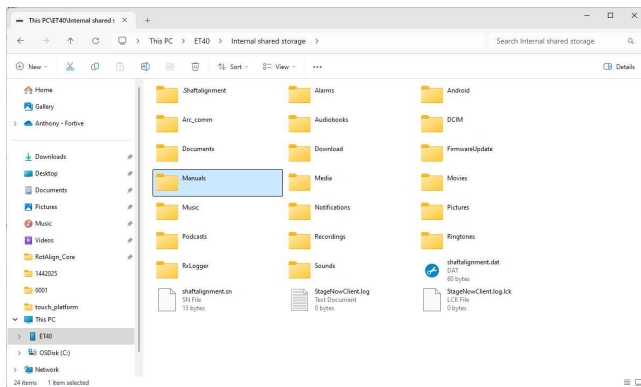 This PC\ET40\Internal shared s
This PC > ET40 > Internal shared storage >
Search Internal shared storage
New
Sort
View
Details
Home
Gallery
Anthony - Fortive
Downloads
Desktop
Documents
Pictures
Music
Videos
RotAlign_Core
1442025
0001
touch_platform
This PC
ET40
OSDisk (C:)
Network
.Shaftalignment
Alarms
Android
Arc_comm
Audiobooks
DCIM
Documents
Download
FirmwareUpdate
Manuals
Media
Movies
Music
Notifications
Pictures
Podcasts
Recordings
Ringtones
RxLogger
Sounds
shaftalignment.dat
DAT
60 bytes
shaftalignment.sn
SN File
15 bytes
StageNowClient.log
Text Document
0 bytes
StageNowClient.log.lck
LCK File
0 bytes
24 items 1 item selected